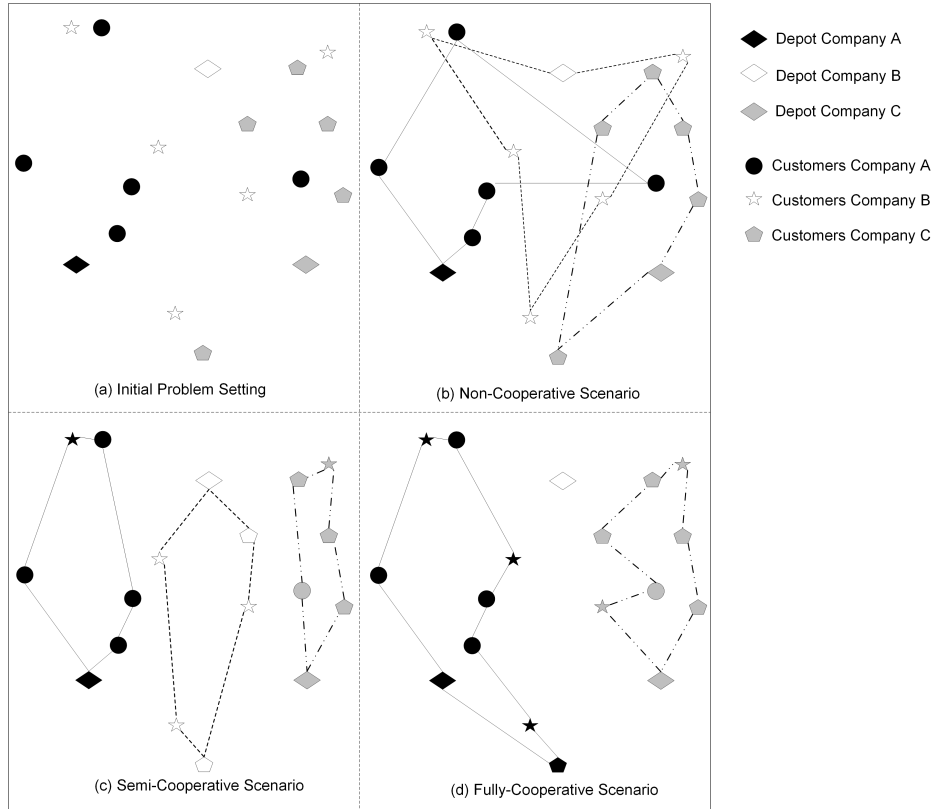 Depot Company A
Depot Company B
Depot Company C
Customers Company A
Customers Company B
Customers Company C
(a) Initial Problem Setting
(b) Non-Cooperative Scenario
(c) Semi-Cooperative Scenario
(d) Fully-Cooperative Scenario